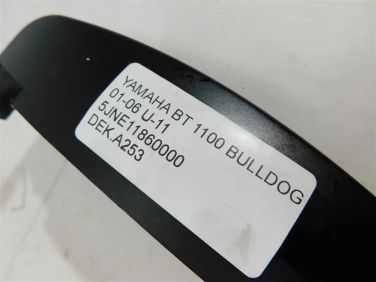 YAMAHA BT 1100 BULLDOG
01-06 U-11
5JNE11860000
DEK.A253